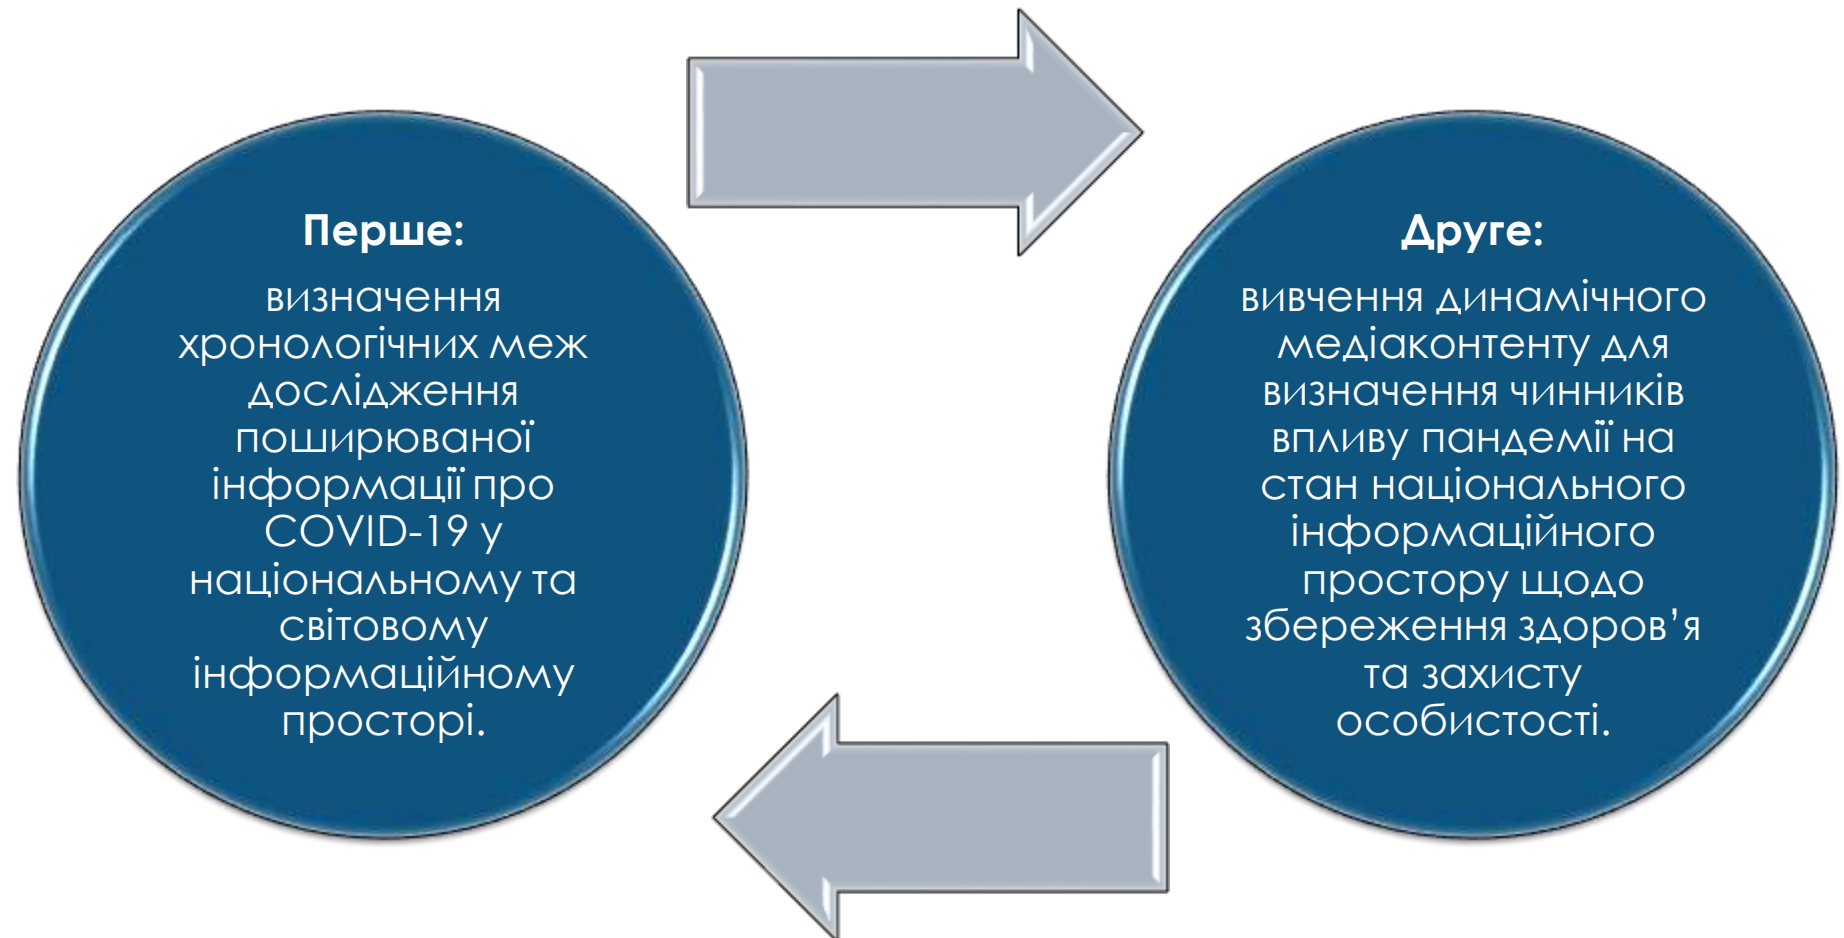 Перше:
визначення
хронологічних меж
дослідження
поширюваної
інформації про
COVID-19 у
національному та
світовому
інформаційному
просторі.
Друге:
вивчення динамічного
медіаконтенту для
визначення чинників
впливу пандемії на
стан національного
інформаційного
простору щодо
збереження здоров’я
та захисту
особистості.